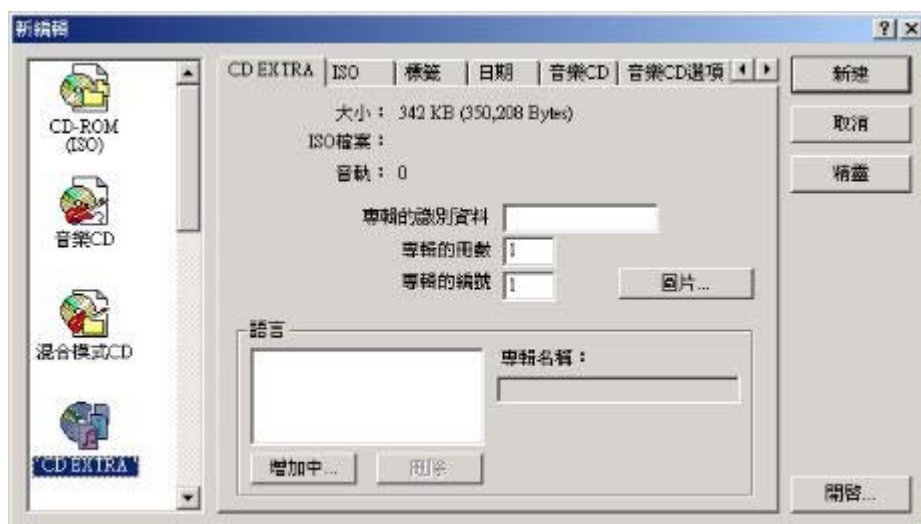 新編輯
CD-ROM
(ISO)
音樂CD
混合模式CD
CD EXTRA
CD EXTRA
ISO
標籤
日期
音樂CD
音樂CD選項
大小： 342 KB (350,208 Bytes)
ISO檔案：
音軌： 0
專輯的識別資料
專輯的冊數 1
專輯的編號 1
圖片...
語言
專輯名稱：
增加中...
刪除
新建
取消
精靈
開啓...